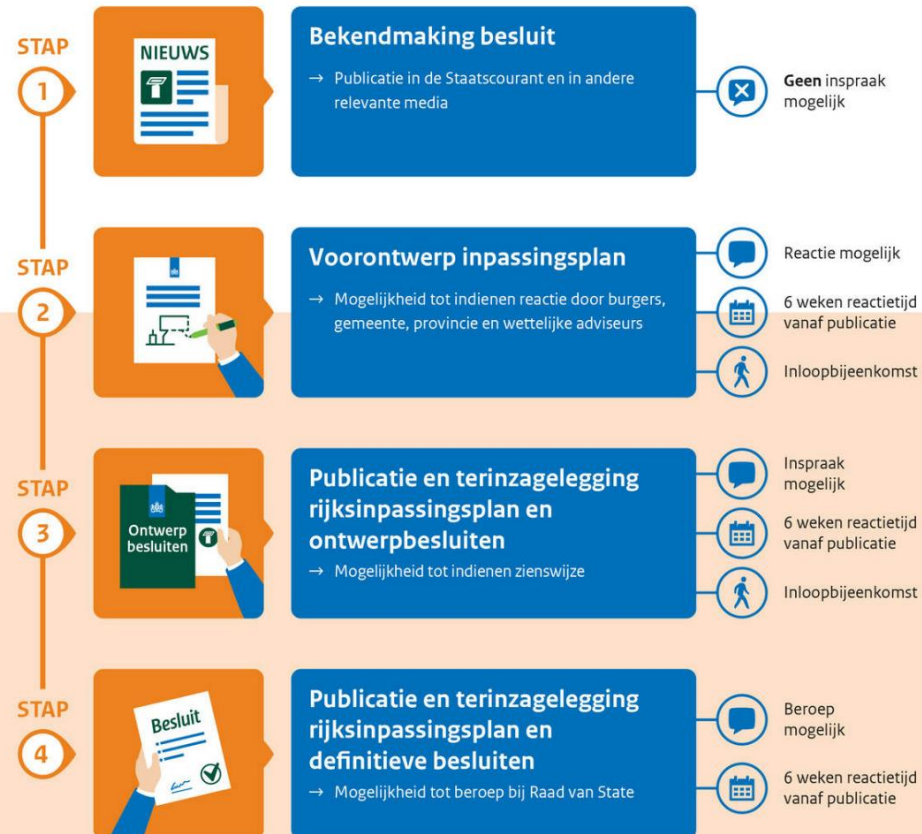 STAP
1
NIEUWS
Bekendmaking besluit
→ Publicatie in de Staatscourant en in andere
relevante media
Geen inspraak
mogelijk
STAP
2
Voorontwerp inpassingsplan
→ Mogelijkheid tot indienen reactie door burgers,
gemeente, provincie en wettelijke adviseurs
Reactie mogelijk
6 weken reactietijd
vanaf publicatie
Inloopbijeenkomst
STAP
3
Ontwerp
besluiten
Publicatie en terinzagelegging
rijksinpassingsplan en
ontwerpbesluiten
→ Mogelijkheid tot indienen zienswijze
Inspraak
mogelijk
6 weken reactietijd
vanaf publicatie
Inloopbijeenkomst
STAP
4
Besluit
Publicatie en terinzagelegging
rijksinpassingsplan en
definitieve besluiten
→ Mogelijkheid tot beroep bij Raad van State
Beroep
mogelijk
6 weken reactietijd
vanaf publicatie